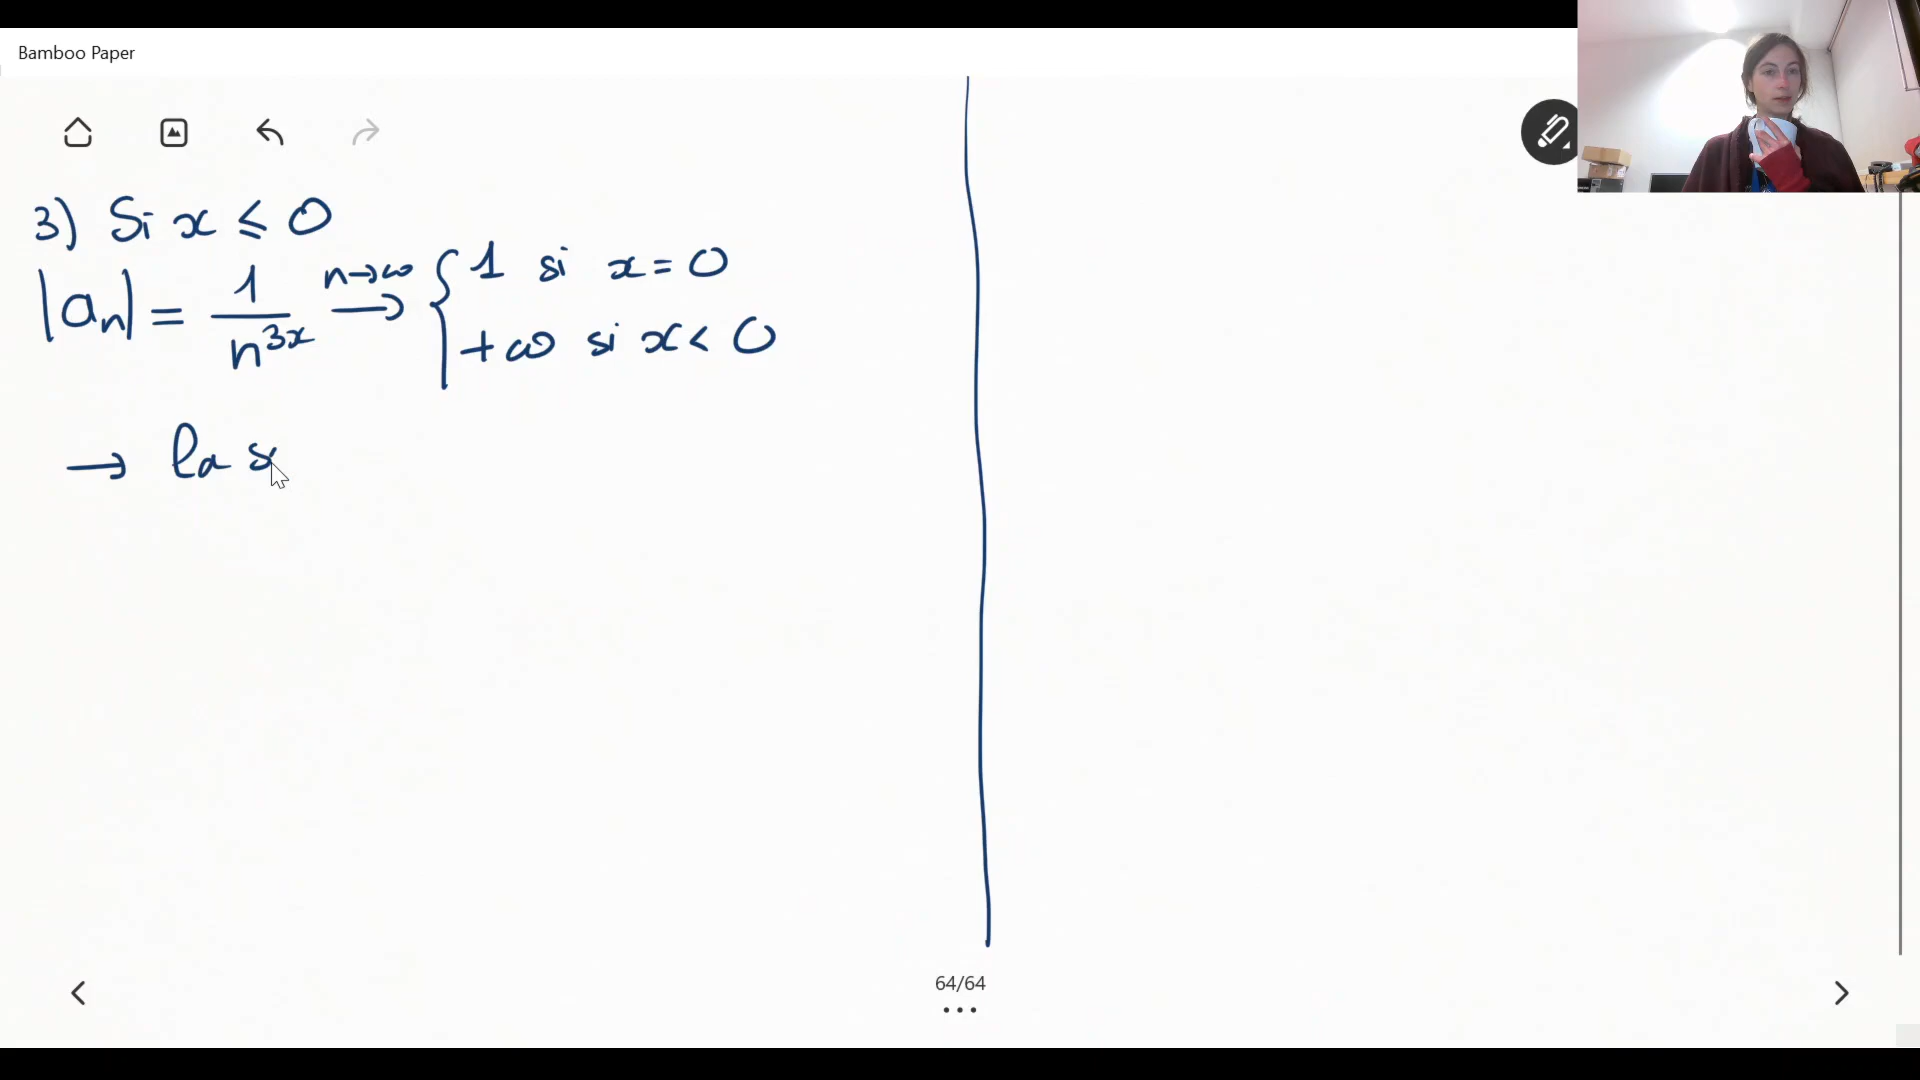 Bamboo Paper
3) Si x ⩽ 0
|aₙ| = 1/n^{3x} n→∞ ⟶ { 1 si x = 0
+∞ si x < 0
→ la s
64/64